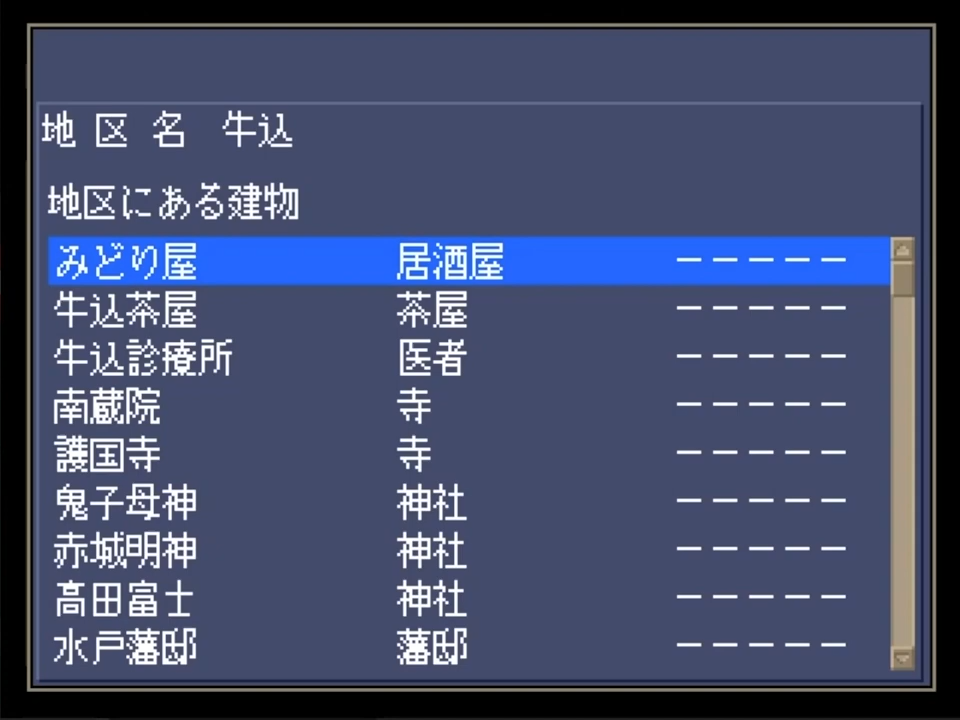 地 区 名　牛込
地区にある建物
みどり屋　居酒屋　－－－－－
牛込茶屋　茶屋　－－－－－
牛込診療所　医者　－－－－－
南蔵院　寺　－－－－－
護国寺　寺　－－－－－
鬼子母神　神社　－－－－－
赤城明神　神社　－－－－－
高田富士　神社　－－－－－
水戸藩邸　藩邸　－－－－－